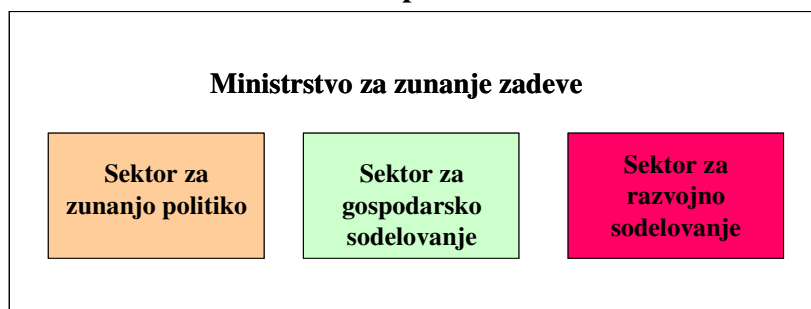 Ministrstvo za zunanje zadeve
Sektor za
zunanjo politiko
Sektor za
gospodarsko
sodelovanje
Sektor za
razvojno
sodelovanje